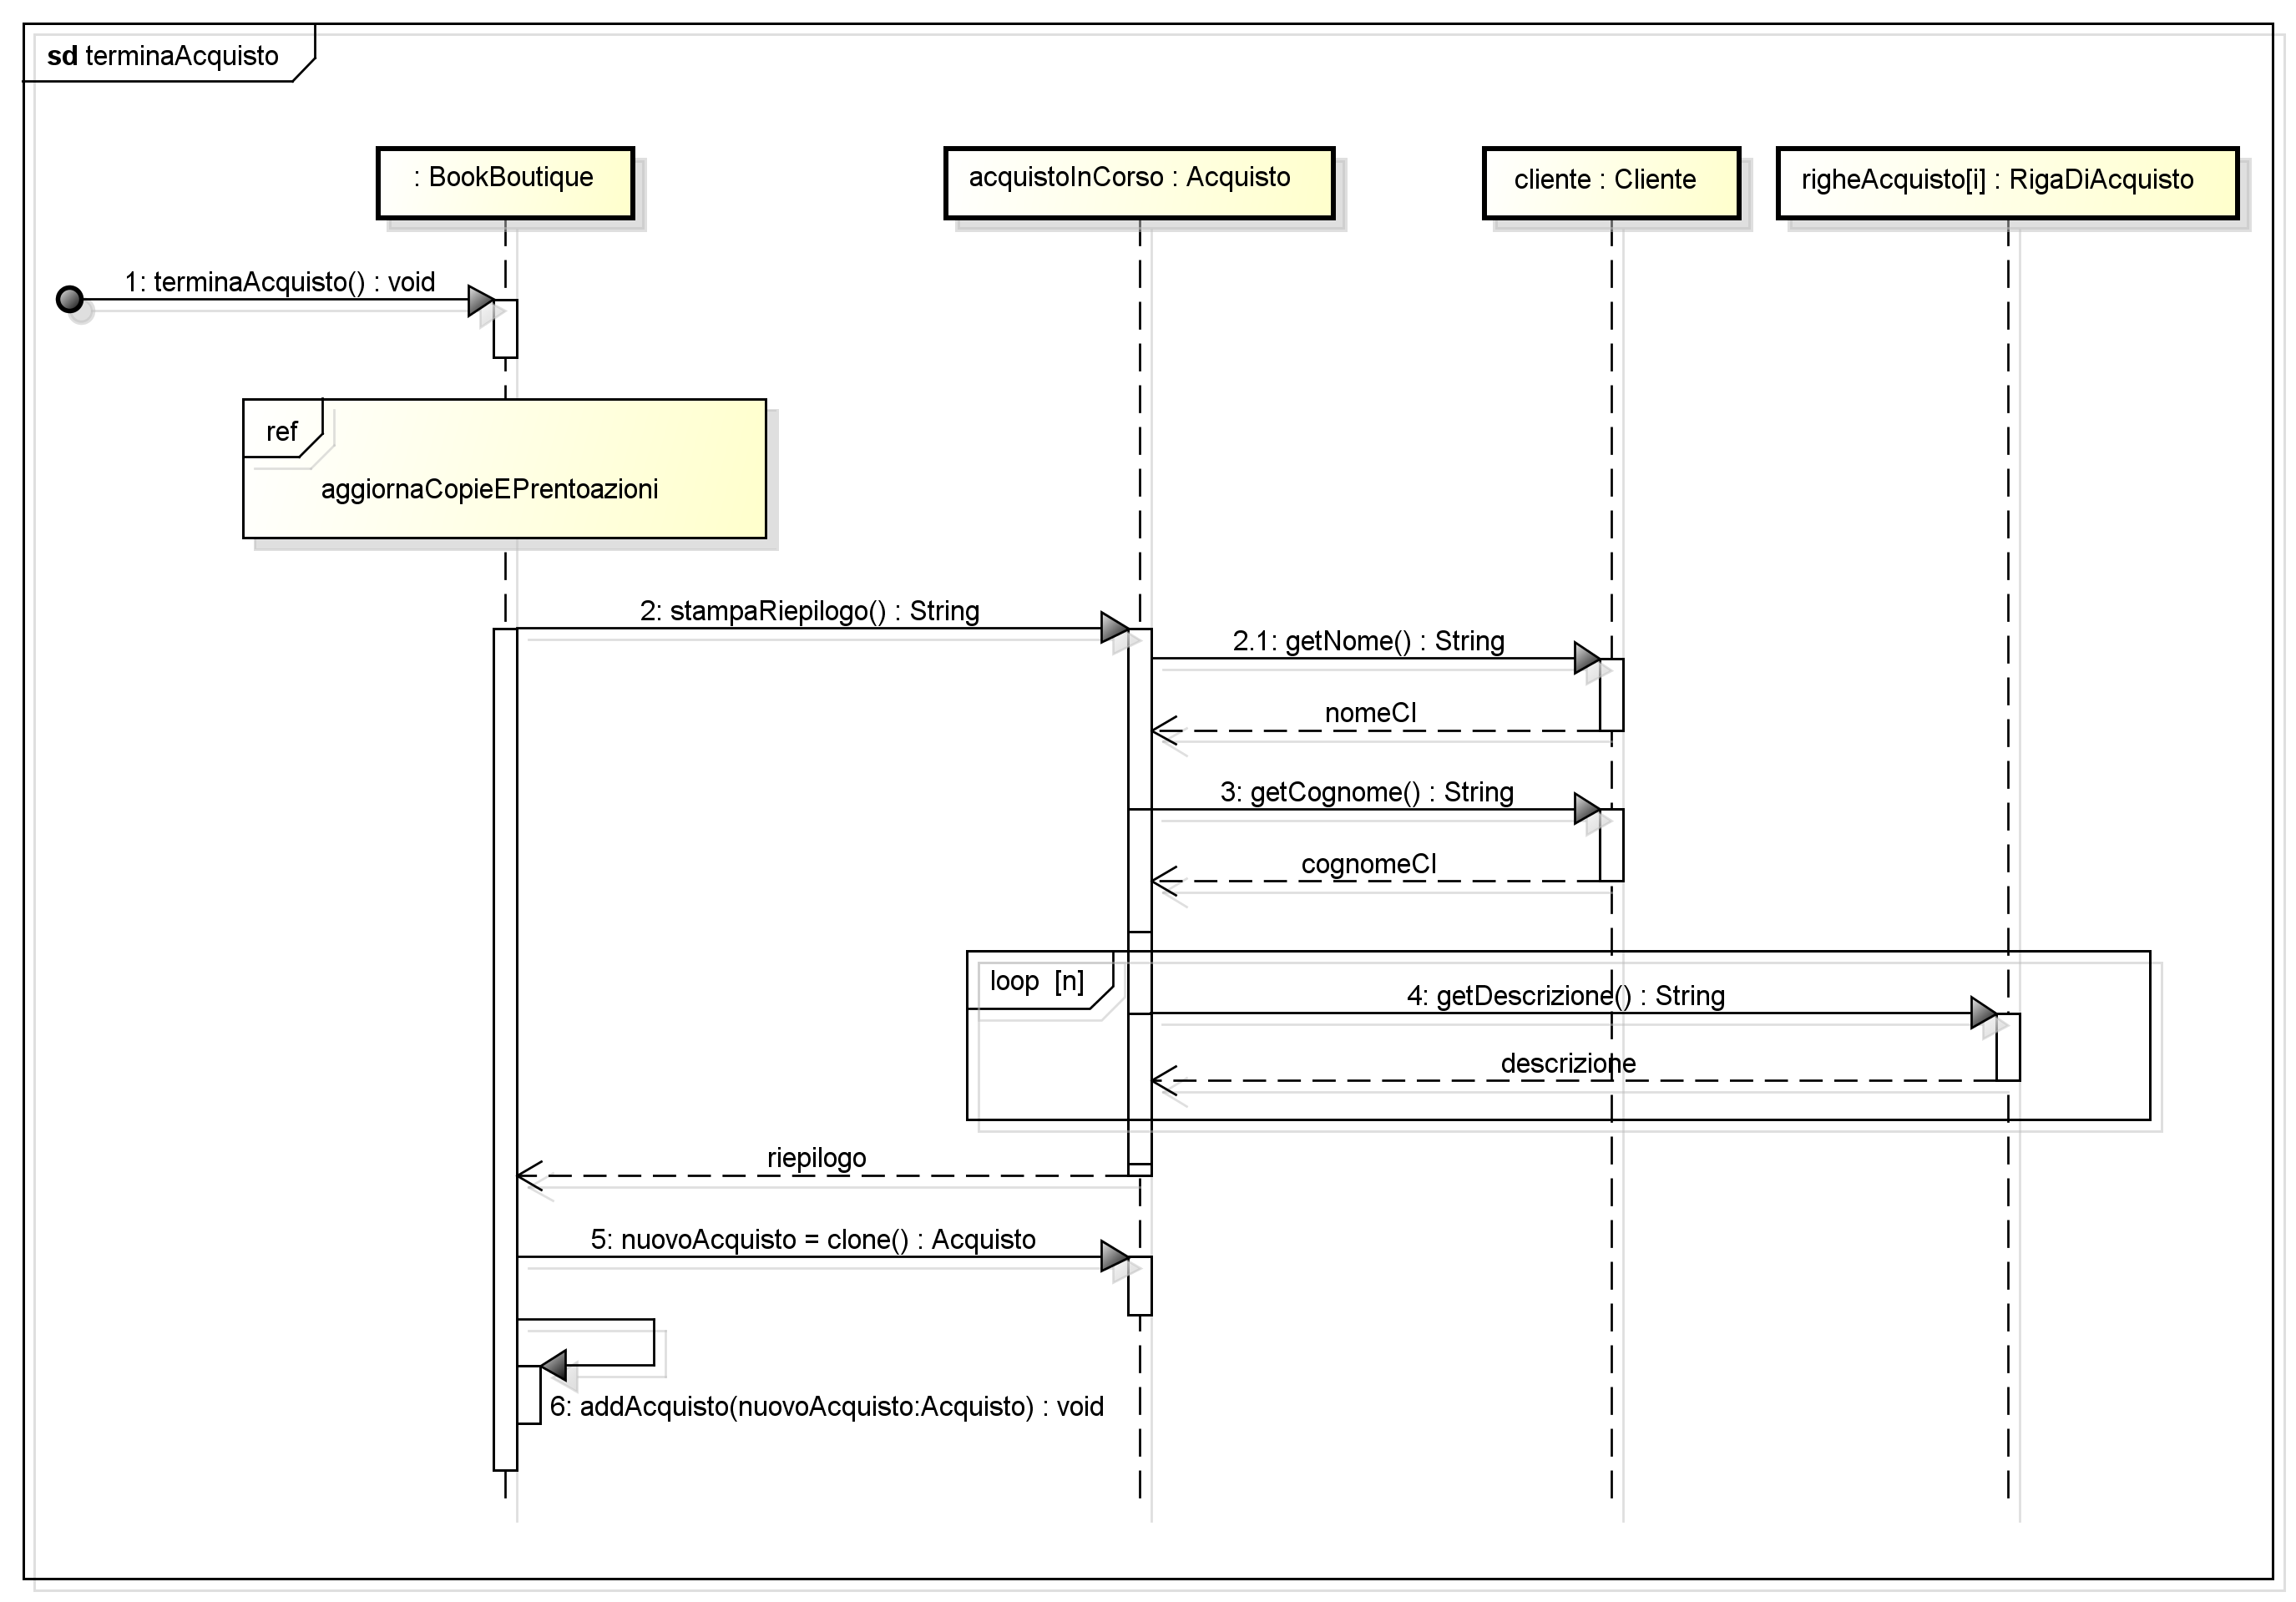 sd terminaAcquisto
: BookBoutique
acquistoInCorso : Acquisto
cliente : Cliente
righeAcquisto[i] : RigaDiAcquisto
1: terminaAcquisto() : void
ref
aggiornaCopieEPrentoazioni
2: stampaRiepilogo() : String
2.1: getNome() : String
nomeCl
3: getCognome() : String
cognomeCl
loop [n]
4: getDescrizione() : String
descrizione
riepilogo
5: nuovoAcquisto = clone() : Acquisto
6: addAcquisto(nuovoAcquisto:Acquisto) : void